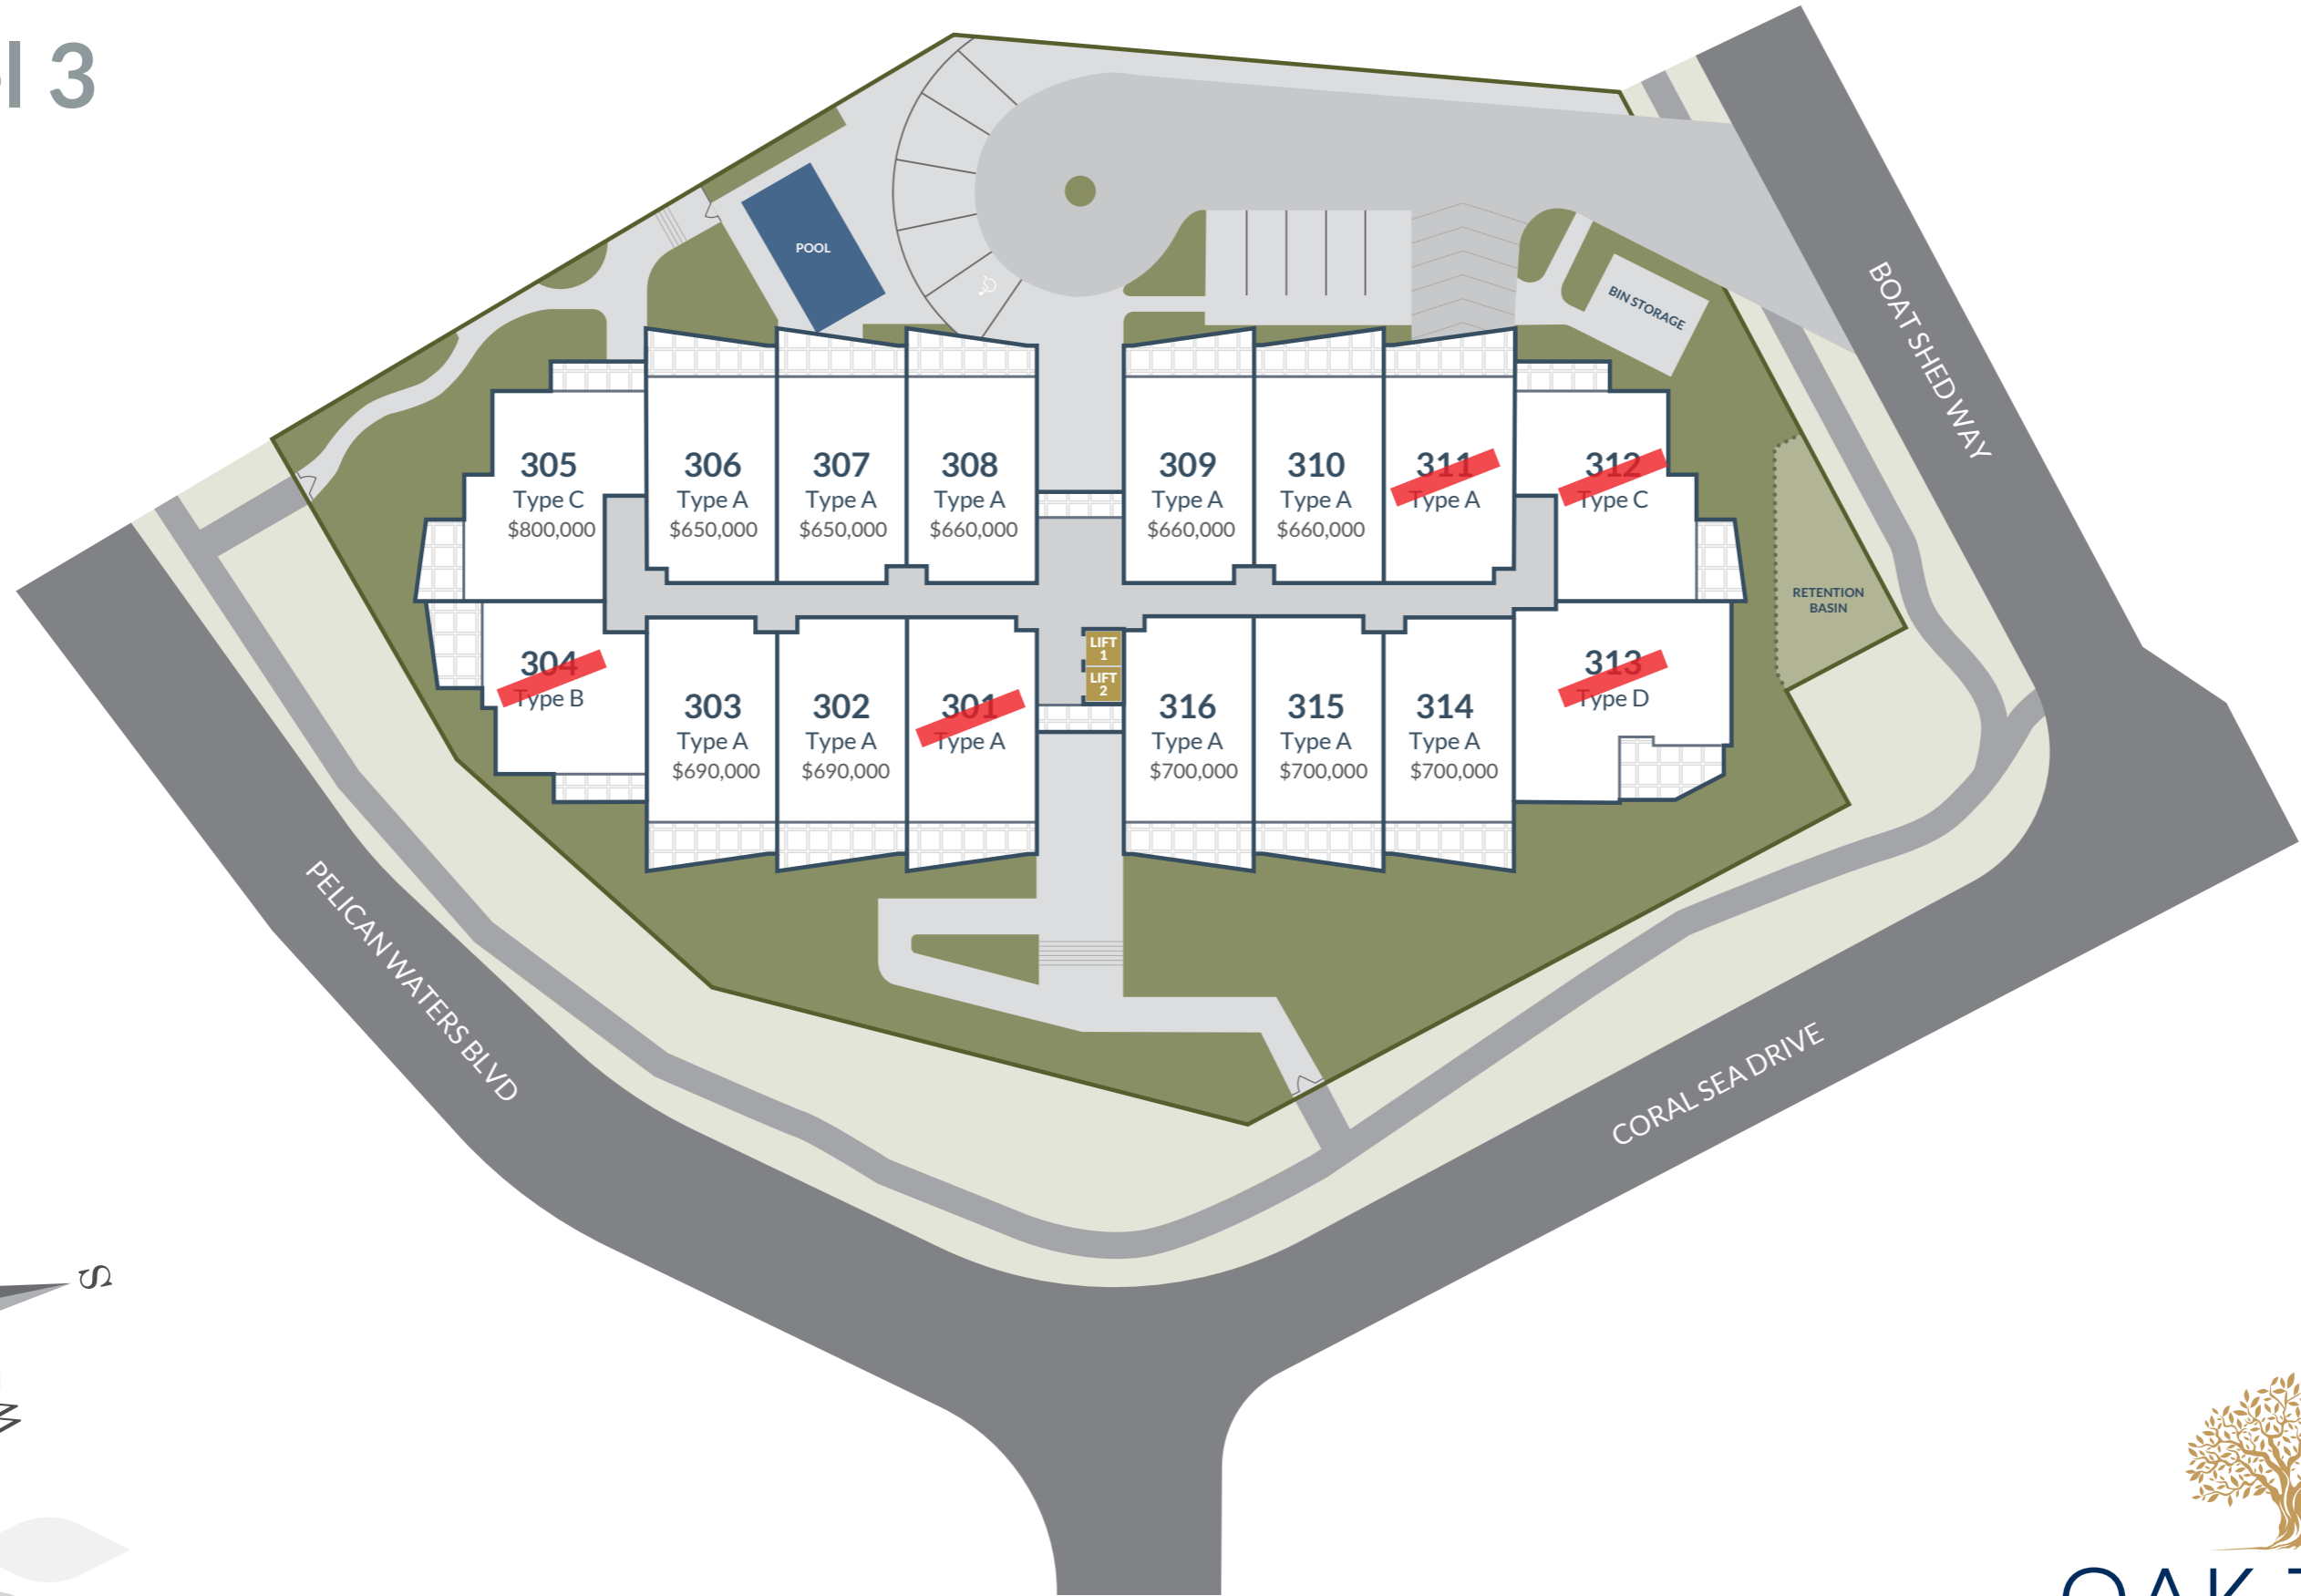 l 3
POOL
BIN STORAGE
BOAT SHED WAY
305
Type C
$800,000
306
Type A
$650,000
307
Type A
$650,000
308
Type A
$660,000
309
Type A
$660,000
310
Type A
$660,000
311
Type A
312
Type C
RETENTION
BASIN
304
Type B
303
Type A
$690,000
302
Type A
$690,000
301
Type A
LIFT
1
LIFT
2
316
Type A
$700,000
315
Type A
$700,000
314
Type A
$700,000
313
Type D
PELICAN WATERS BLVD
CORAL SEA DRIVE
S
W
OAK T